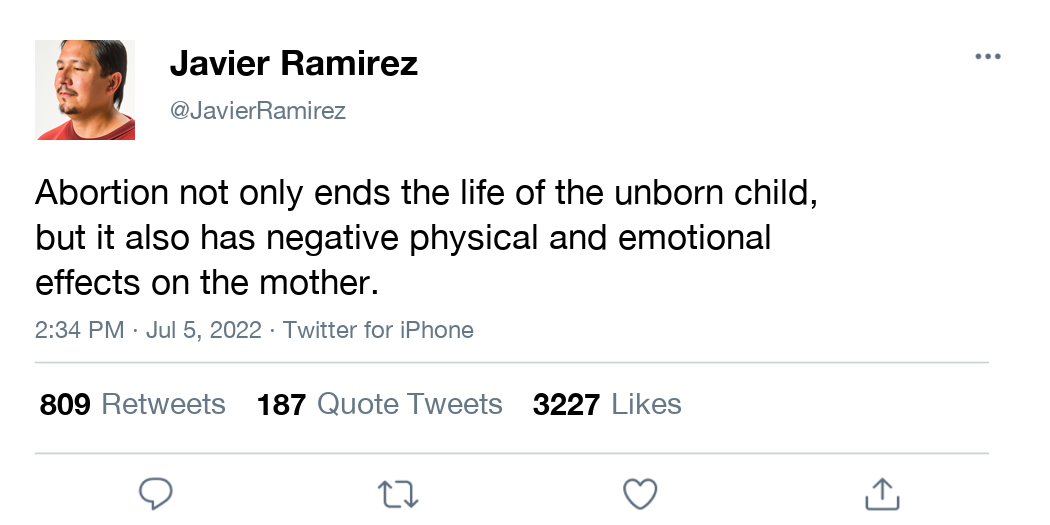 Javier Ramirez
@JavierRamirez
Abortion not only ends the life of the unborn child,
but it also has negative physical and emotional
effects on the mother.
2:34 PM · Jul 5, 2022 · Twitter for iPhone
809 Retweets 187 Quote Tweets 3227 Likes